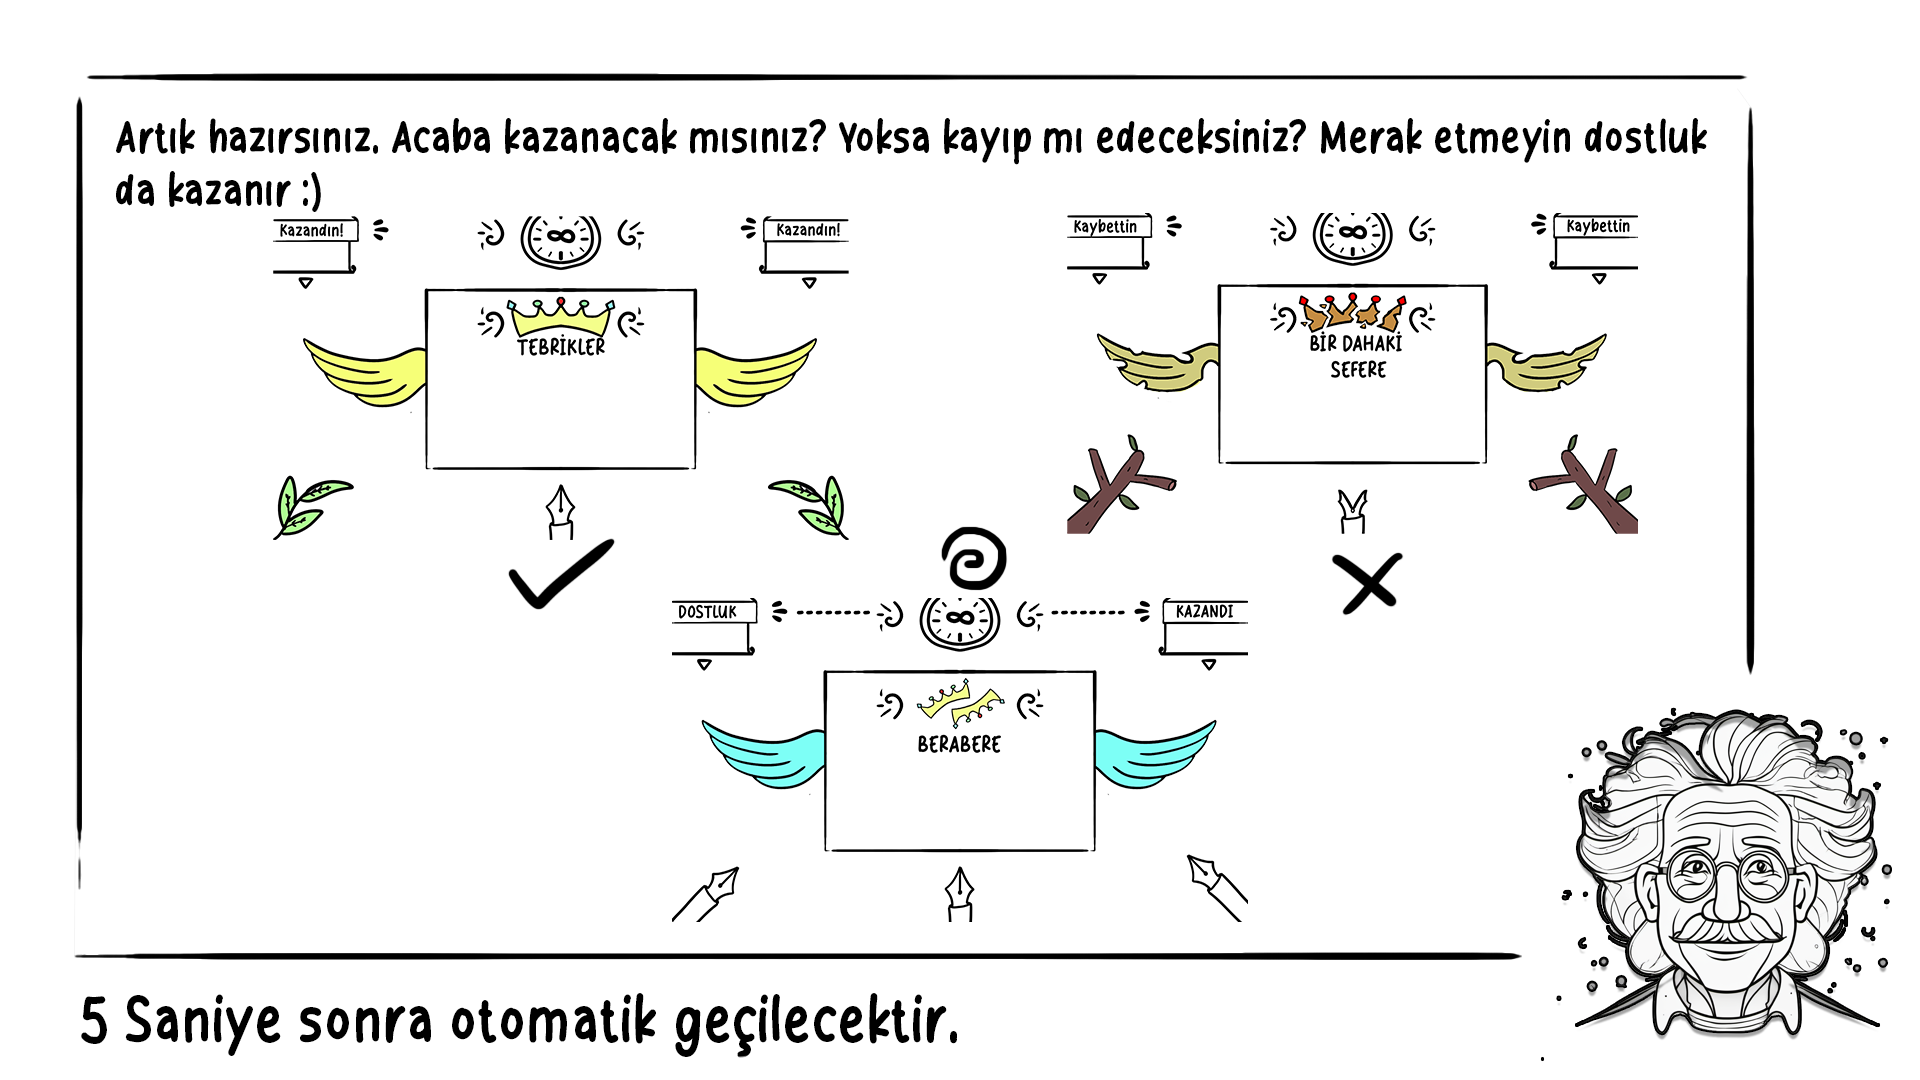 Artık hazırsınız. Acaba kazanacak mısınız? Yoksa kayıp mı edeceksiniz? Merak etmeyin dostluk
da kazanır :)
Kazandın!
Kazandın!
TEBRİKLER
Kaybettin
Kaybettin
BİR DAHAKİ
SEFERE
DOSTLUK
KAZANDI
BERABERE
5 Saniye sonra otomatik geçilecektir.